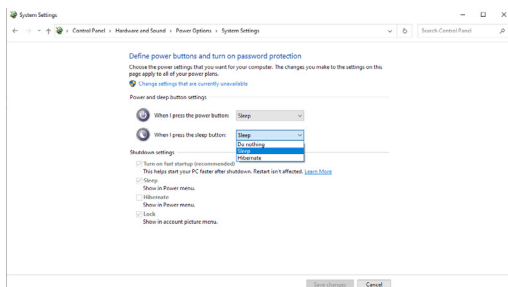 System Settings
Control Panel > Hardware and Sound > Power Options > System Settings
Search Control Panel
Define power buttons and turn on password protection
Choose the power settings that you want for your computer. The changes you make to the settings on this
page apply to all of your power plans.
Change settings that are currently unavailable
Power and sleep button settings
When I press the power button: Sleep
When I press the sleep button: Sleep
Do nothing
Sleep
Hibernate
Shutdown settings
Turn on fast startup (recommended)
This helps start your PC faster after shutdown. Restart isn't affected. Learn More
Sleep
Show in Power menu.
Hibernate
Show in Power menu.
Lock
Show in account picture menu.
Save changes Cancel